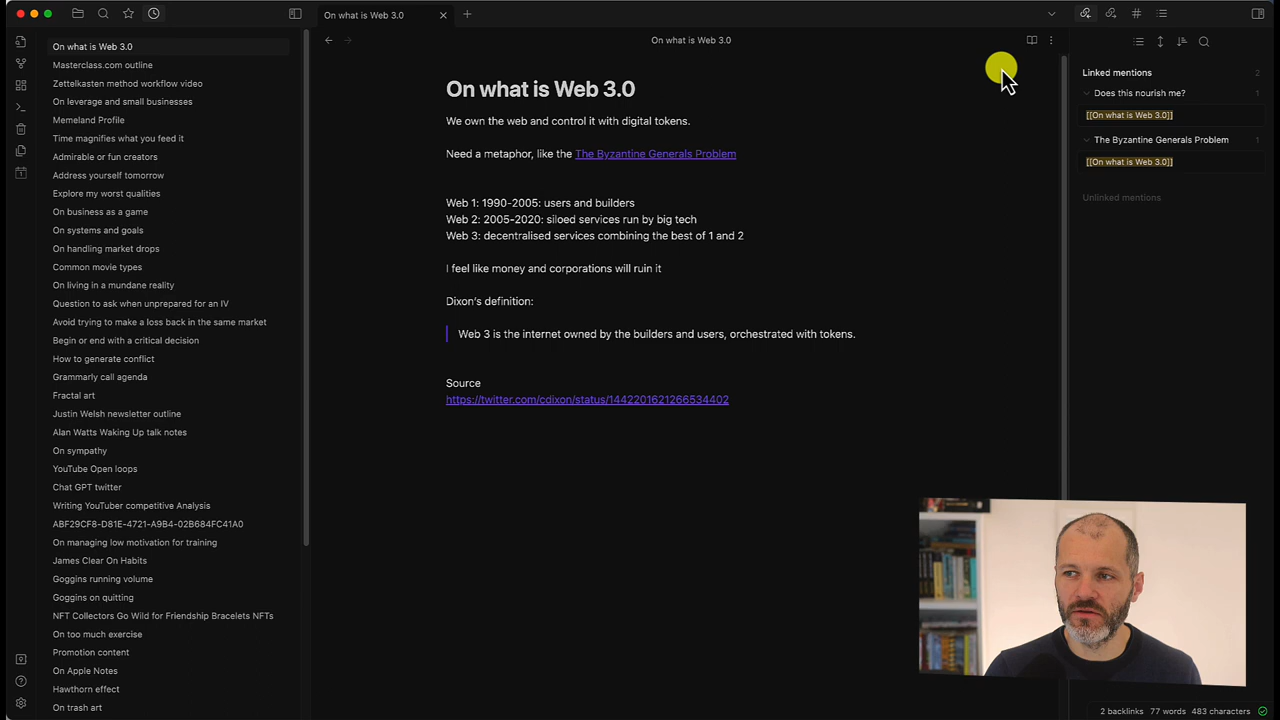 On what is Web 3.0
On what is Web 3.0
On what is Web 3.0
Masterclass.com outline
Zettelkasten method workflow video
On leverage and small businesses
Memeland Profile
Time magnifies what you feed it
Admirable or fun creators
Address yourself tomorrow
Explore my worst qualities
On business as a game
On systems and goals
On handling market drops
Common movie types
On living in a mundane reality
Question to ask when unprepared for an IV
Avoid trying to make a loss back in the same market
Begin or end with a critical decision
How to generate conflict
Grammarly call agenda
Fractal art
Justin Welsh newsletter outline
Alan Watts Waking Up talk notes
On sympathy
YouTube Open loops
Chat GPT twitter
Writing YouTuber competitive Analysis
ABF29CF8-D81E-4721-A9B4-02B684FC41A0
On managing low motivation for training
James Clear On Habits
Goggins running volume
Goggins on quitting
NFT Collectors Go Wild for Friendship Bracelets NFTs
On too much exercise
Promotion content
On Apple Notes
Hawthorn effect
On trash art
On what is Web 3.0
We own the web and control it with digital tokens.
Need a metaphor, like the The Byzantine Generals Problem
Web 1: 1990-2005: users and builders
Web 2: 2005-2020: siloed services run by big tech
Web 3: decentralised services combining the best of 1 and 2
I feel like money and corporations will ruin it
Dixon's definition:
Web 3 is the internet owned by the builders and users, orchestrated with tokens.
Source
https://twitter.com/cdixon/status/1442201621266534402
Linked mentions 2
Does this nourish me? 1
[[On what is Web 3.0]]
The Byzantine Generals Problem 1
[[On what is Web 3.0]]
Unlinked mentions
2 backlinks 77 words 483 characters